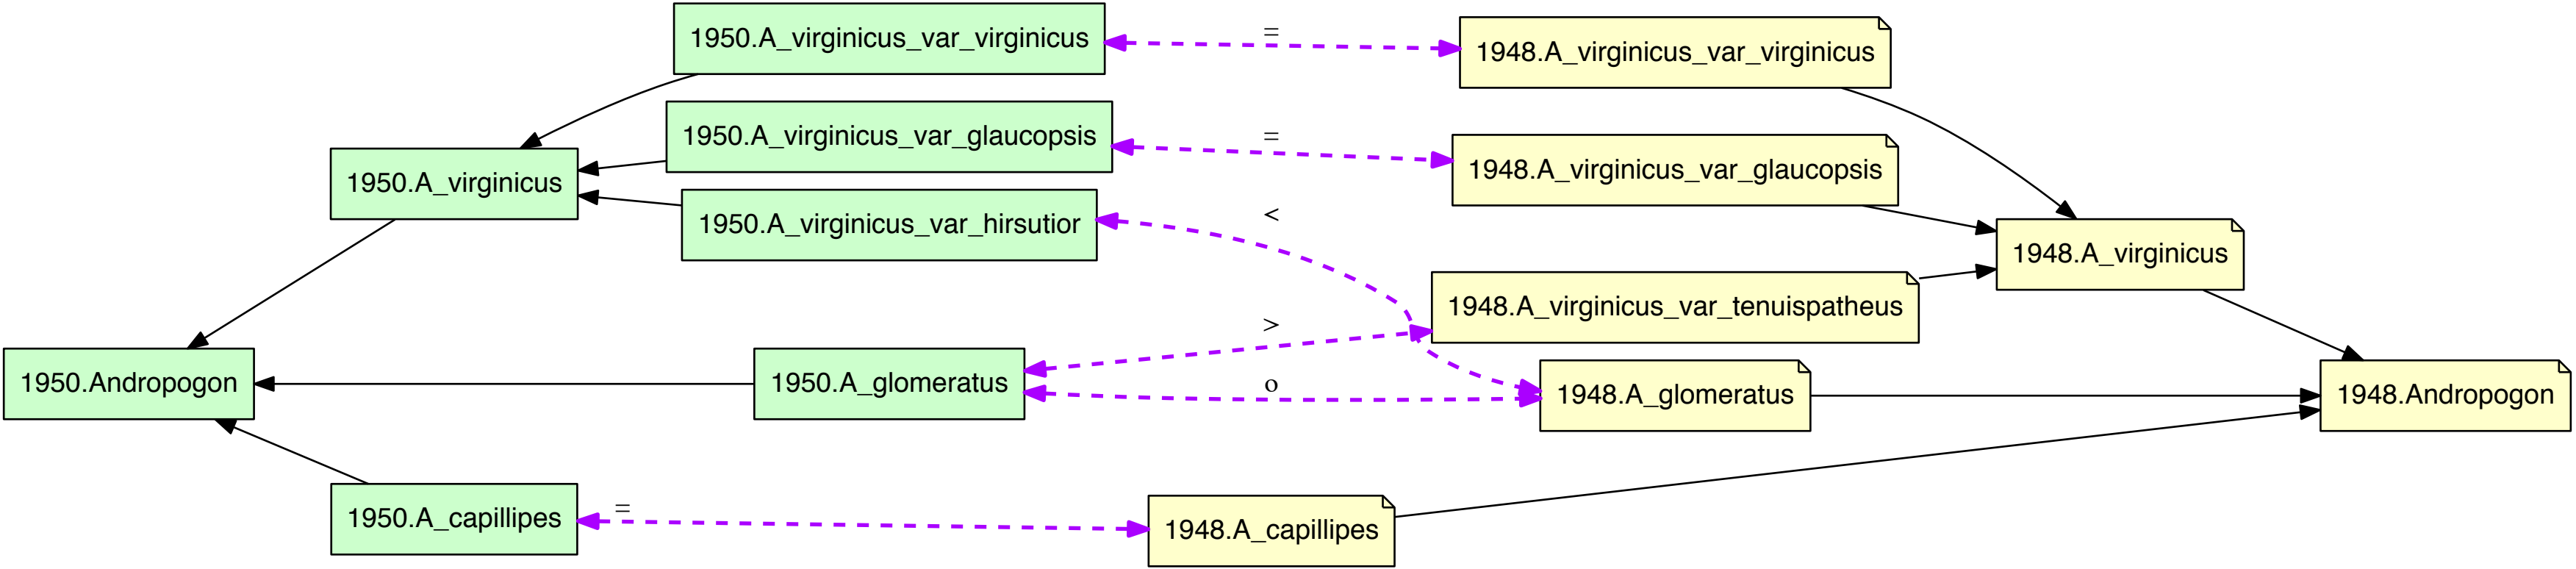 1950.A_virginicus_var_virginicus
=
1948.A_virginicus_var_virginicus
1950.A_virginicus_var_glaucopsis
=
1948.A_virginicus_var_glaucopsis
1950.A_virginicus
1950.A_virginicus_var_hirsutior
<
1948.A_virginicus
1948.A_virginicus_var_tenuispatheus
>
1950.Andropogon
1950.A_glomeratus
o
1948.A_glomeratus
1948.Andropogon
1950.A_capillipes
=
1948.A_capillipes